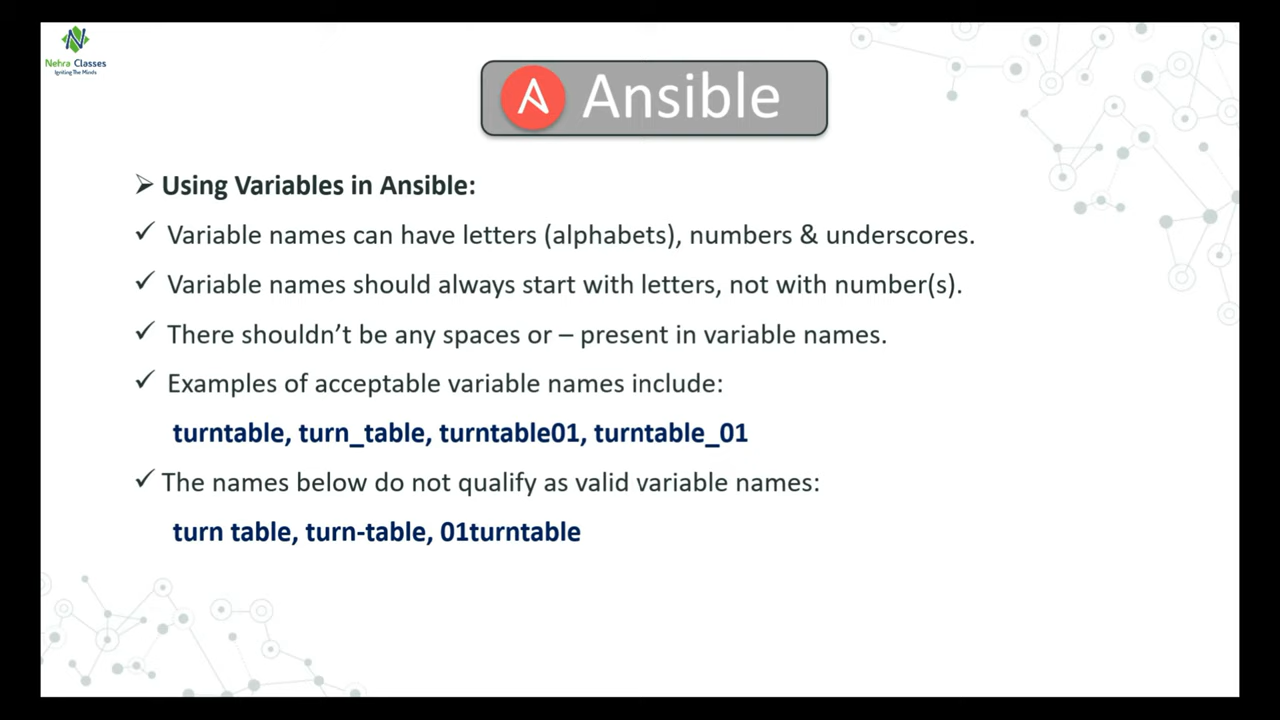 Nehra Classes
Igniting The Minds
Ansible
➢ Using Variables in Ansible:
✓ Variable names can have letters (alphabets), numbers & underscores.
✓ Variable names should always start with letters, not with number(s).
✓ There shouldn’t be any spaces or – present in variable names.
✓ Examples of acceptable variable names include:
turntable, turn_table, turntable01, turntable_01
✓ The names below do not qualify as valid variable names:
turn table, turn-table, 01turntable